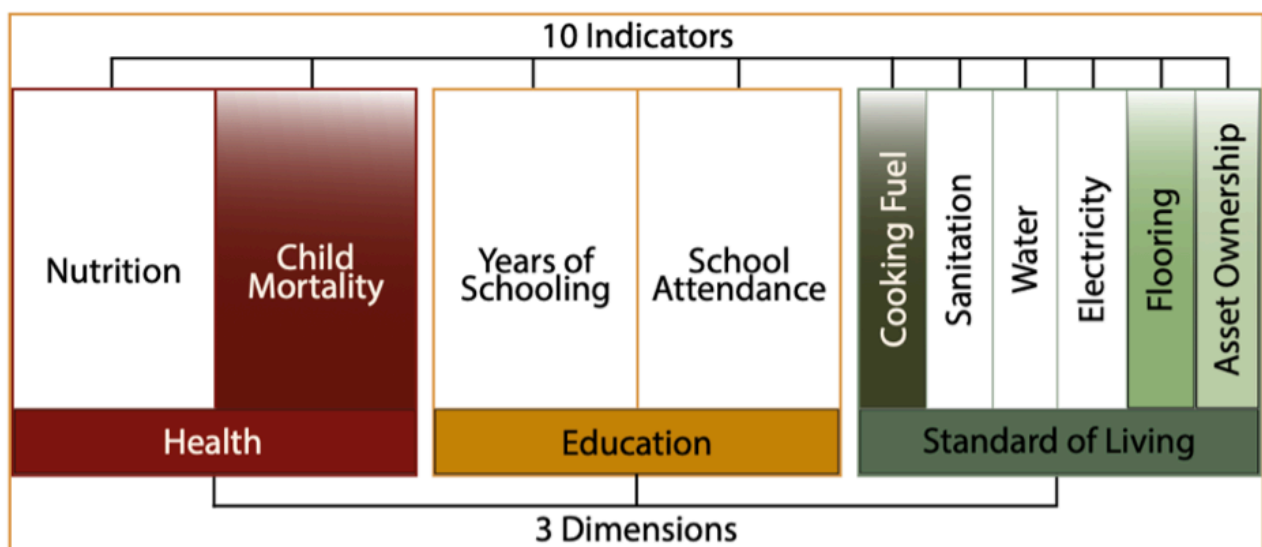 10 Indicators
Nutrition
Child
Mortality
Years of
Schooling
School
Attendance
Cooking Fuel
Sanitation
Water
Electricity
Flooring
Asset Ownership
Health
Education
Standard of Living
3 Dimensions